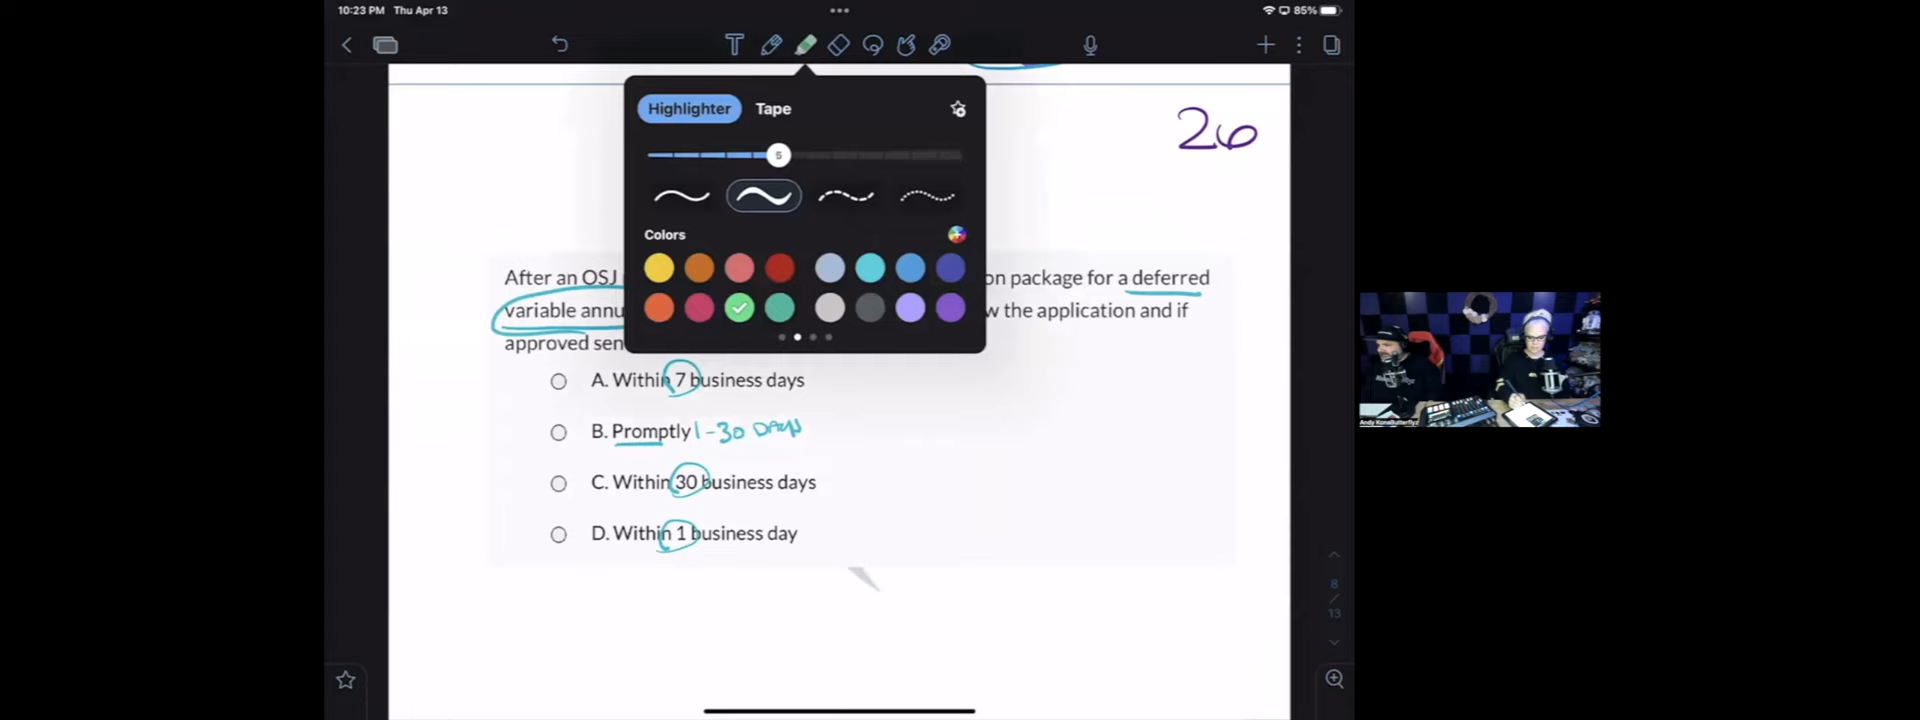 10:23 PM Thu Apr 13
85%
Highlighter Tape
5
Colors
26
After an OSJ on package for a deferred
variable annu w the application and if
approved sen
A. Within 7 business days
B. Promptly 1-30 DAYS
C. Within 30 business days
D. Within 1 business day
8
/
13
Andy KonaButterflyz